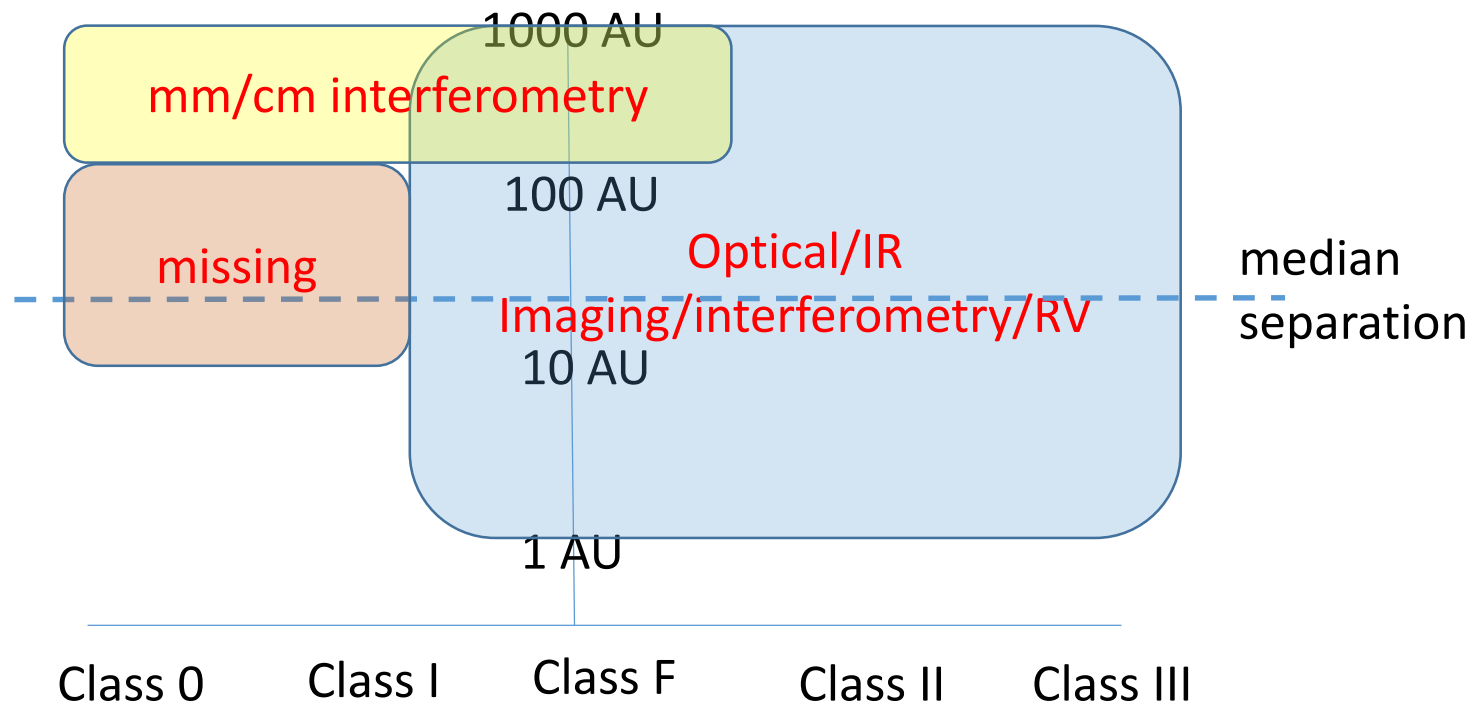 1000 AU
mm/cm interferometry
100 AU
missing
Optical/IR
Imaging/interferometry/RV
median
separation
10 AU
1 AU
Class 0
Class I
Class F
Class II
Class III